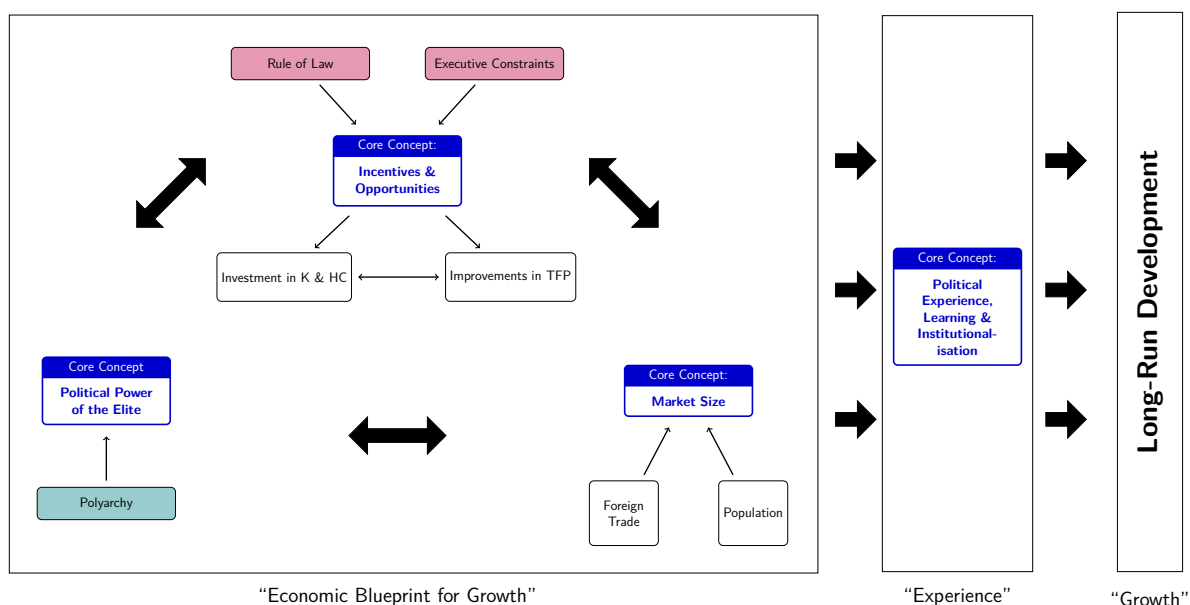 Rule of Law
Executive Constraints
Core Concept:
Incentives &
Opportunities
Investment in K & HC
Improvements in TFP
Core Concept
Political Power
of the Elite
Polyarchy
Core Concept:
Market Size
Foreign
Trade
Population
"Economic Blueprint for Growth"
Core Concept:
Political
Experience,
Learning &
Institutional-
isation
"Experience"
Long-Run Development
"Growth"